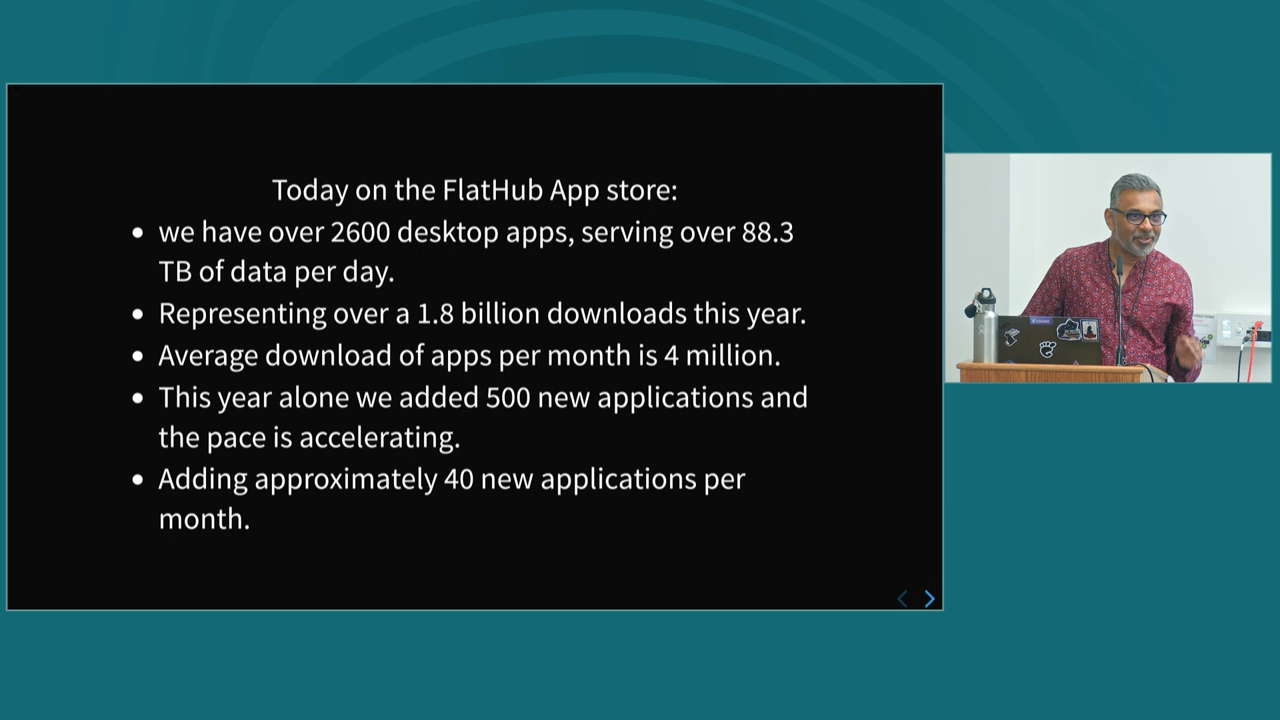 Today on the FlatHub App store:
• we have over 2600 desktop apps, serving over 88.3
TB of data per day.
• Representing over a 1.8 billion downloads this year.
• Average download of apps per month is 4 million.
• This year alone we added 500 new applications and
the pace is accelerating.
• Adding approximately 40 new applications per
month.